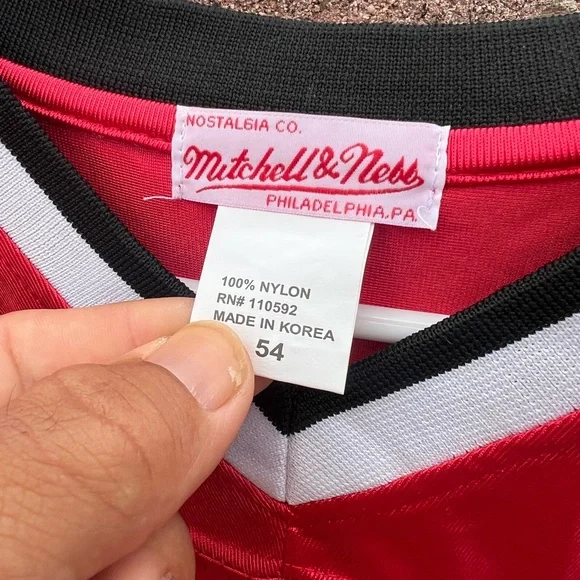 NOSTALGIA CO.
Mitchell & Ness
PHILADELPHIA, PA.
100% NYLON
RN# 110592
MADE IN KOREA
54